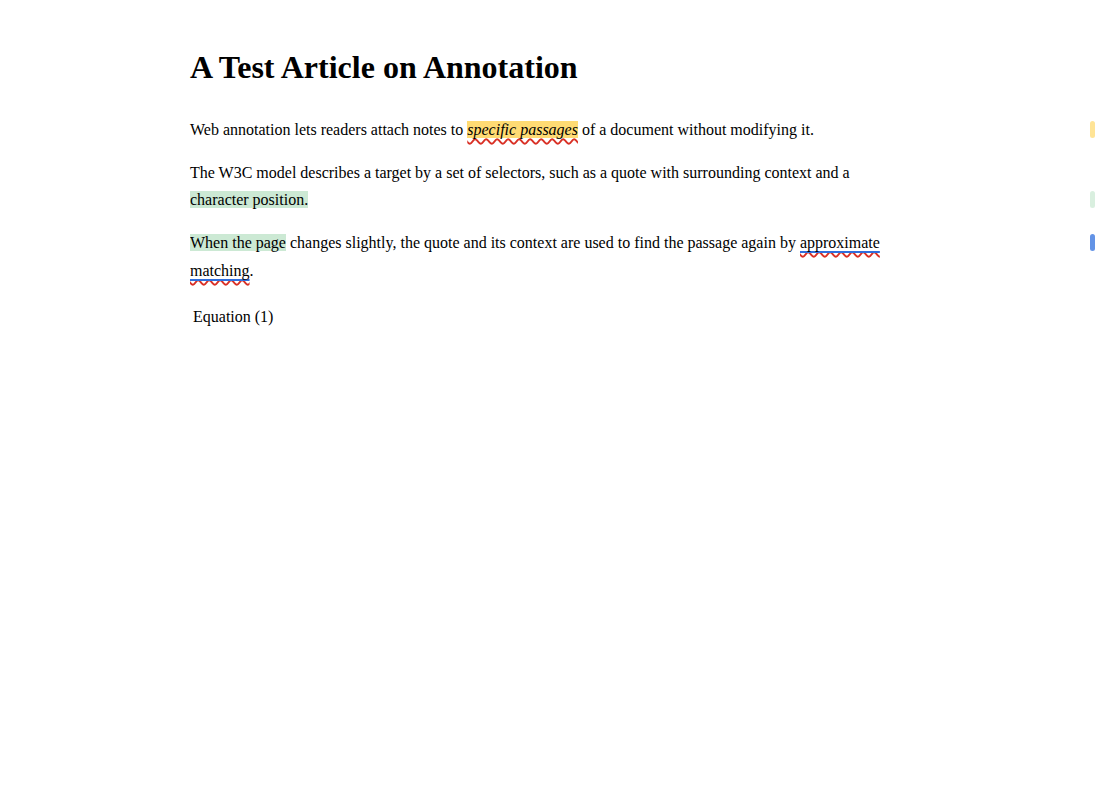 A Test Article on Annotation
Web annotation lets readers attach notes to specific passages of a document without modifying it.
The W3C model describes a target by a set of selectors, such as a quote with surrounding context and a
character position.
When the page changes slightly, the quote and its context are used to find the passage again by approximate
matching.
Equation (1)